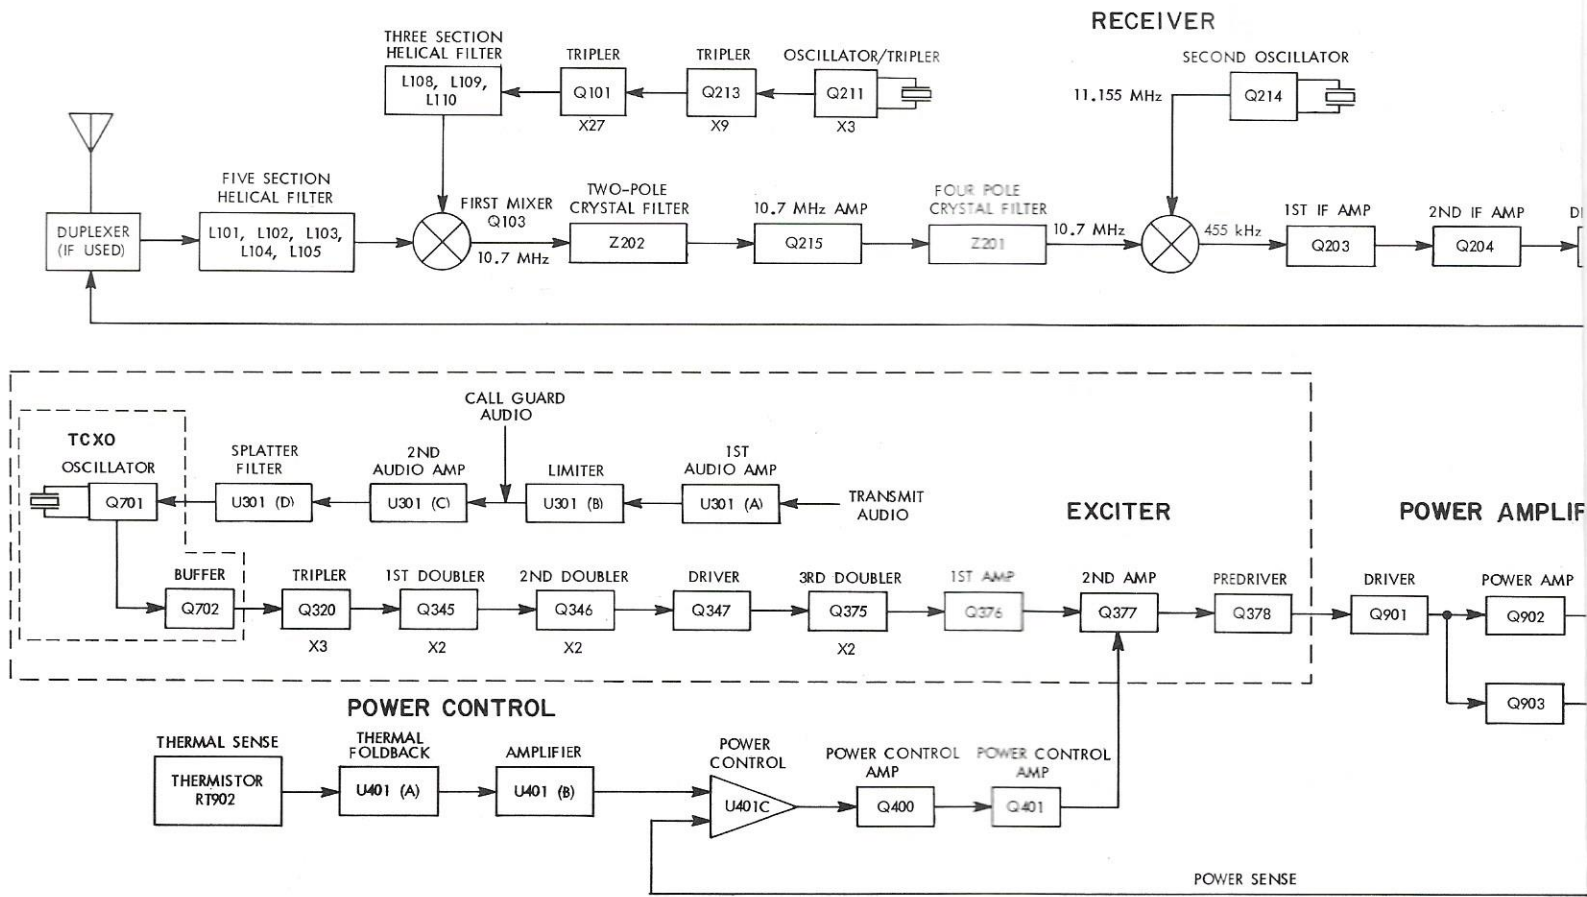 RECEIVER
THREE SECTION
HELICAL FILTER
L108, L109,
L110
TRIPLER
Q101
X27
TRIPLER
Q213
X9
OSCILLATOR/TRIPLER
Q211
X3
SECOND OSCILLATOR
11.155 MHz
Q214
DUPLEXER
(IF USED)
FIVE SECTION
HELICAL FILTER
L101, L102, L103,
L104, L105
FIRST MIXER
Q103
10.7 MHz
TWO-POLE
CRYSTAL FILTER
Z202
10.7 MHz AMP
Q215
FOUR POLE
CRYSTAL FILTER
Z201
10.7 MHz
455 kHz
1ST IF AMP
Q203
2ND IF AMP
Q204
TCXO
OSCILLATOR
Q701
SPLATTER
FILTER
U301 (D)
2ND
AUDIO AMP
U301 (C)
CALL GUARD
AUDIO
LIMITER
U301 (B)
1ST
AUDIO AMP
U301 (A)
TRANSMIT
AUDIO
EXCITER
POWER AMPLIF
BUFFER
Q702
TRIPLER
Q320
X3
1ST DOUBLER
Q345
X2
2ND DOUBLER
Q346
X2
DRIVER
Q347
3RD DOUBLER
Q375
X2
1ST AMP
Q376
2ND AMP
Q377
PREDRIVER
Q378
DRIVER
Q901
POWER AMP
Q902
Q903
POWER CONTROL
THERMAL SENSE
THERMISTOR
RT902
THERMAL
FOLDBACK
U401 (A)
AMPLIFIER
U401 (B)
POWER
CONTROL
U401C
POWER CONTROL
AMP
Q400
POWER CONTROL
AMP
Q401
POWER SENSE